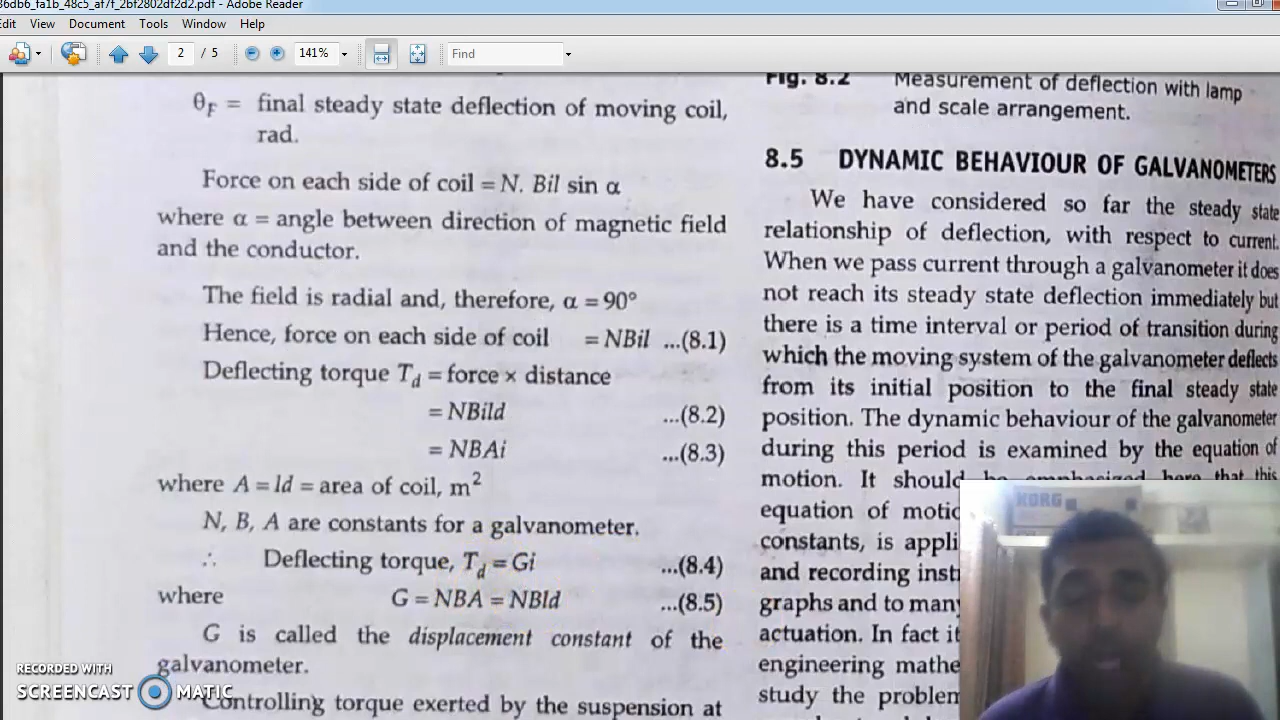 86db6_fa1b_48c5_af7f_2bf2802df2d2.pdf - Adobe Reader
Edit View Document Tools Window Help
2 / 5 141% Find
θF = final steady state deflection of moving coil,
rad.
Force on each side of coil = N. Bil sin α
where α = angle between direction of magnetic field
and the conductor.
The field is radial and, therefore, α = 90°
Hence, force on each side of coil = NBil ...(8.1)
Deflecting torque Td = force × distance
= NBild ...(8.2)
= NBAi ...(8.3)
where A = ld = area of coil, m²
N, B, A are constants for a galvanometer.
∴ Deflecting torque, Td = Gi ...(8.4)
where G = NBA = NBld ...(8.5)
G is called the displacement constant of the
galvanometer.
Controlling torque exerted by the suspension at
Fig. 8.2 Measurement of deflection with lamp
and scale arrangement.
8.5 DYNAMIC BEHAVIOUR OF GALVANOMETERS
We have considered so far the steady state
relationship of deflection, with respect to current.
When we pass current through a galvanometer it does
not reach its steady state deflection immediately but
there is a time interval or period of transition during
which the moving system of the galvanometer deflects
from its initial position to the final steady state
position. The dynamic behaviour of the galvanometer
during this period is examined by the equation of
motion. It should be emphasized here that this
equation of motio
constants, is appli
and recording inst
graphs and to many
actuation. In fact it
engineering mathe
study the problem
KORG
RECORDED WITH
SCREENCAST MATIC